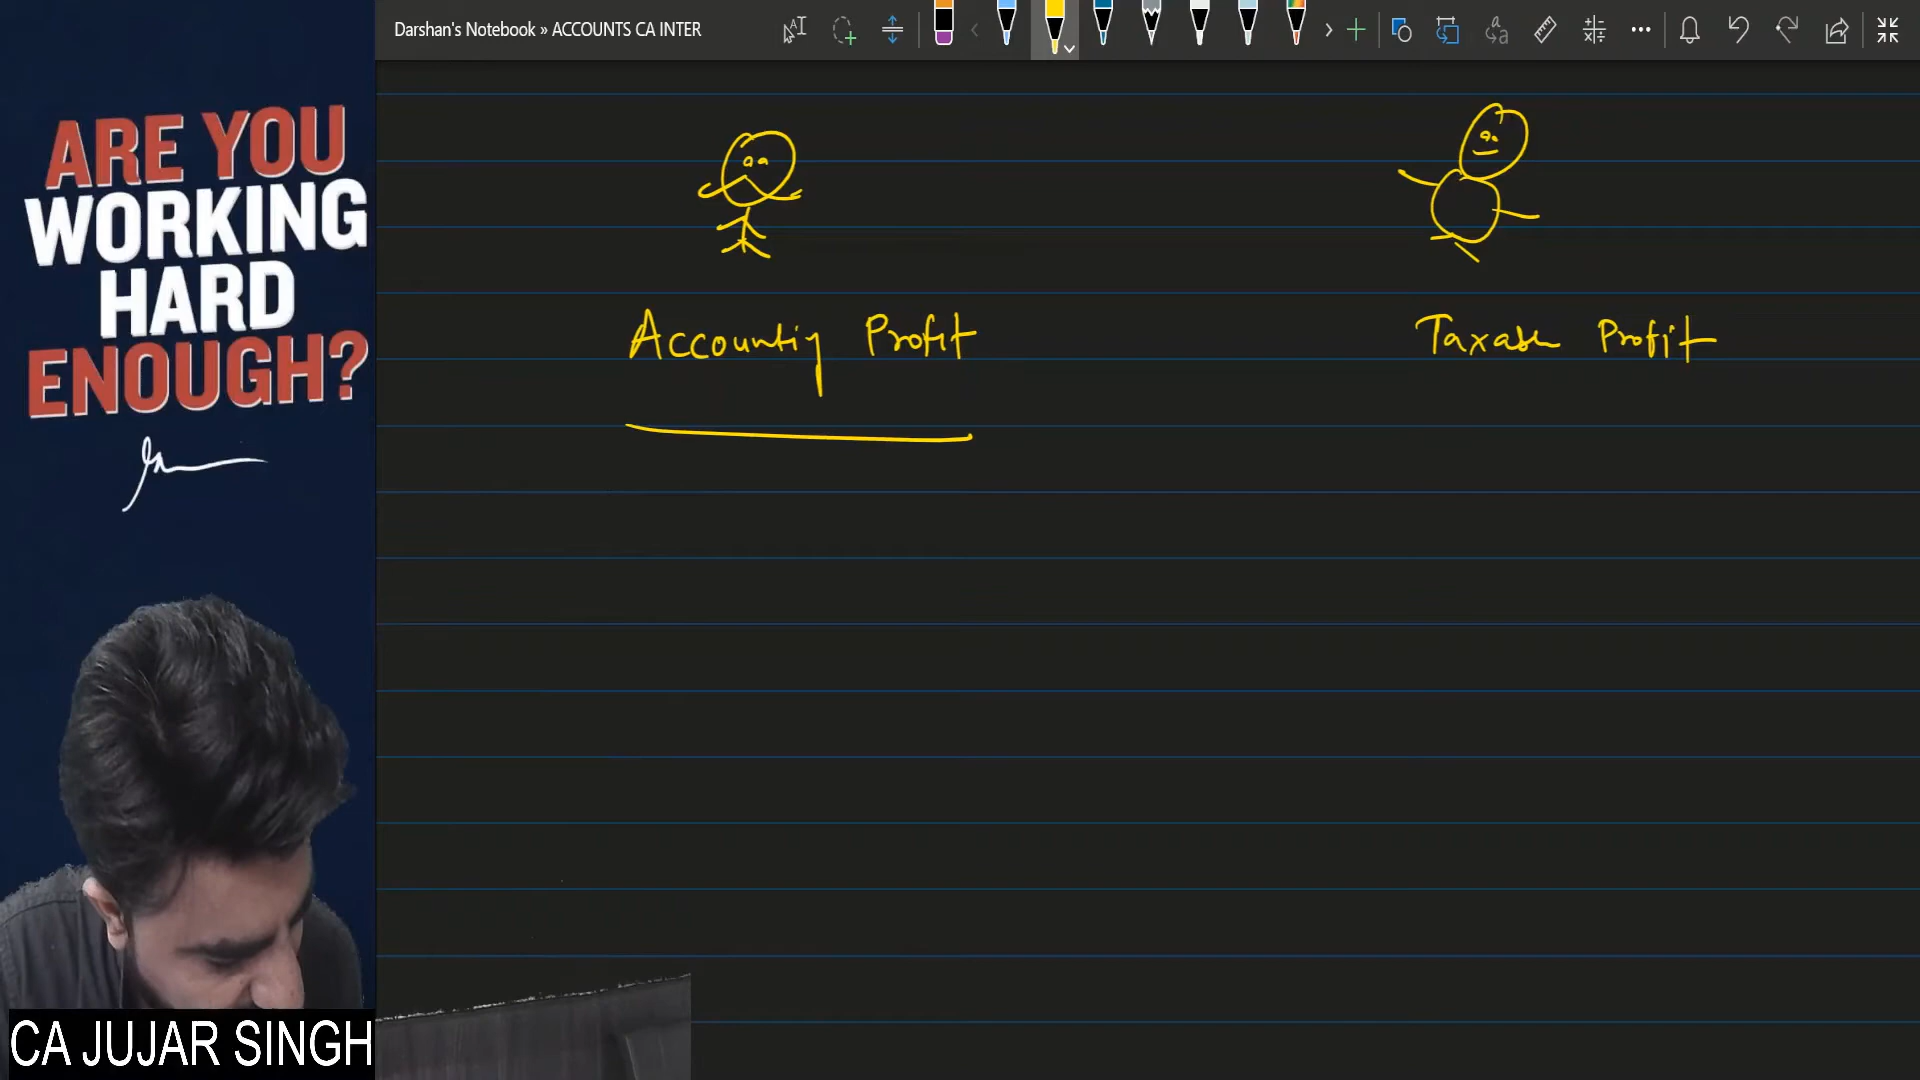 Darshan's Notebook » ACCOUNTS CA INTER
ARE YOU
WORKING
HARD
ENOUGH?
Accounting Profit
Taxable Profit
CA JUJAR SINGH